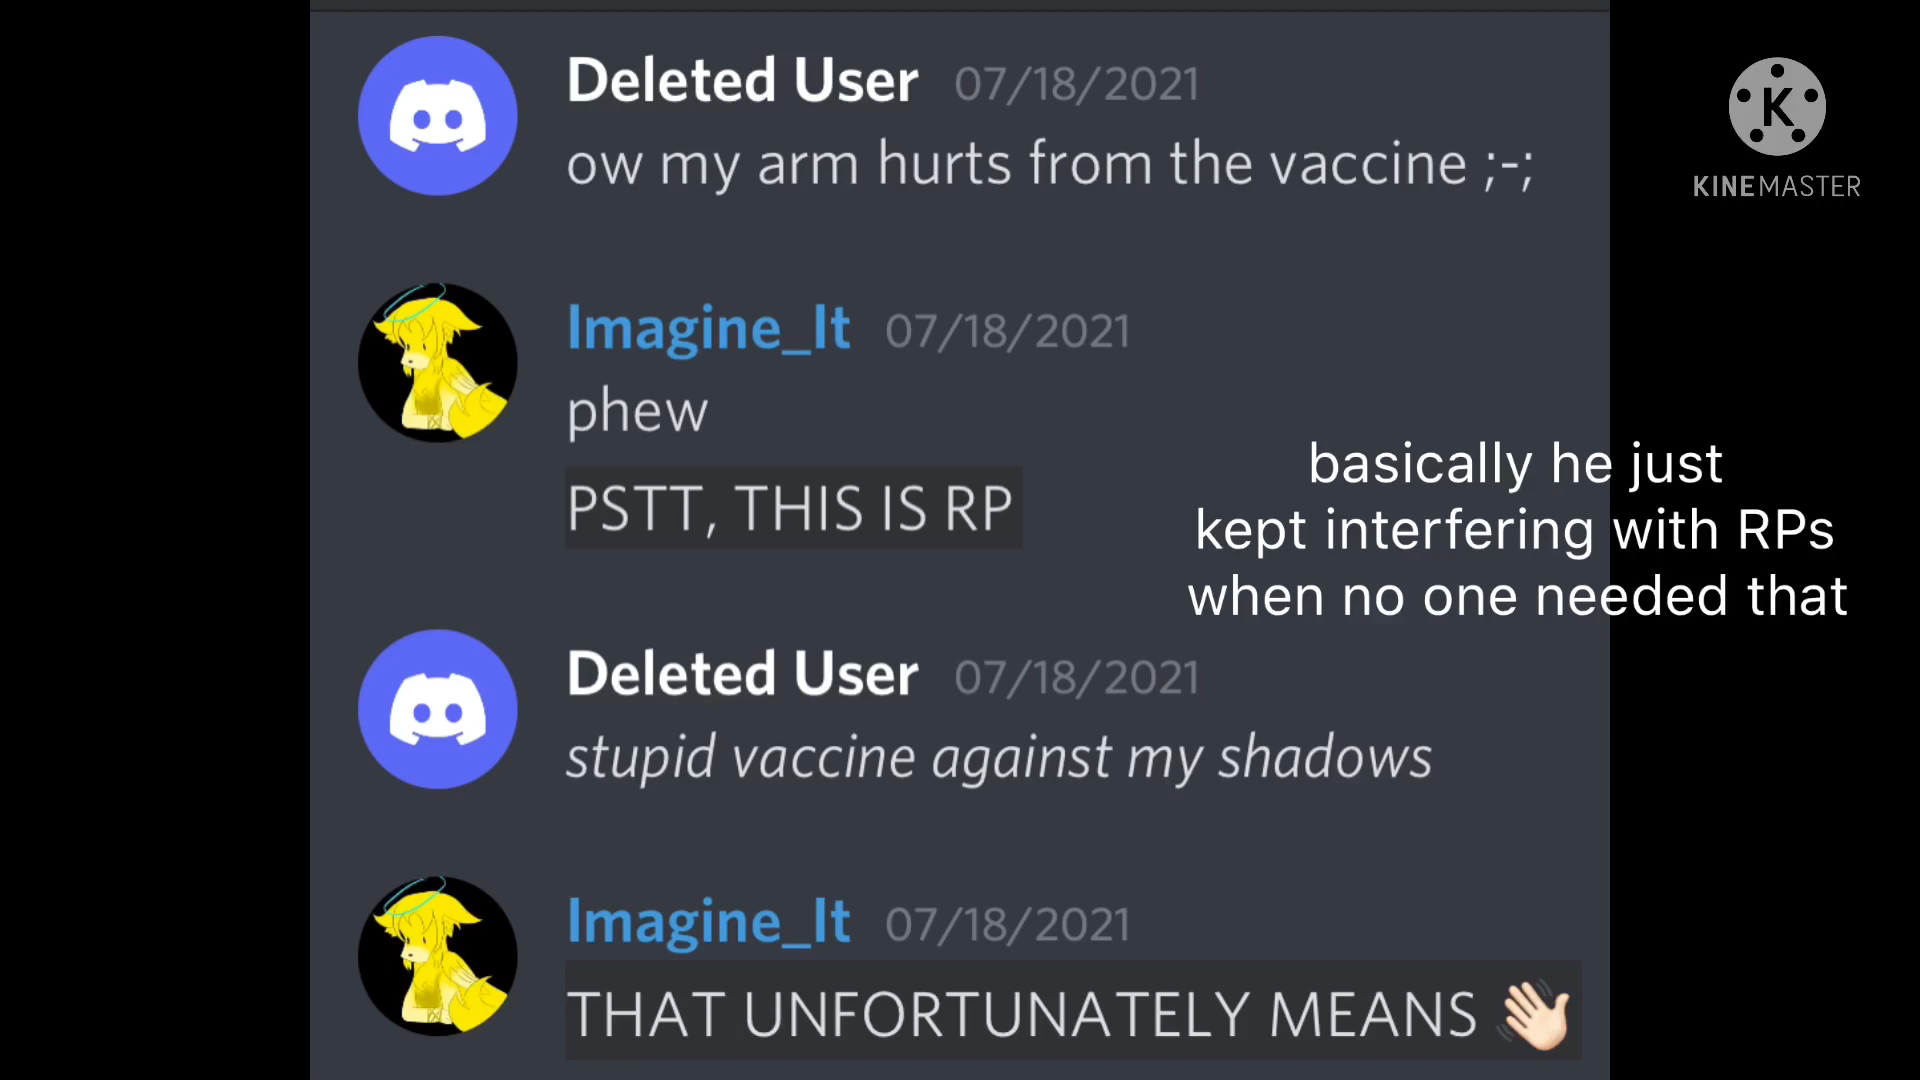 Deleted User 07/18/2021
ow my arm hurts from the vaccine ;-;
Imagine_It 07/18/2021
phew
PSTT, THIS IS RP
Deleted User 07/18/2021
stupid vaccine against my shadows
Imagine_It 07/18/2021
THAT UNFORTUNATELY MEANS 👋🏻
basically he just
kept interfering with RPs
when no one needed that
K
KINEMASTER